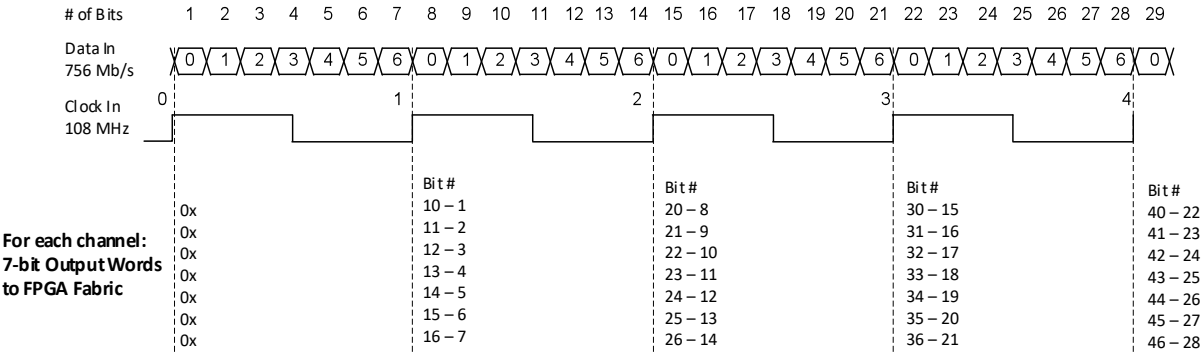 # of Bits 1 2 3 4 5 6 7 8 9 10 11 12 13 14 15 16 17 18 19 20 21 22 23 24 25 26 27 28 29
Data In
756 Mb/s
0 1 2 3 4 5 6 0 1 2 3 4 5 6 0 1 2 3 4 5 6 0 1 2 3 4 5 6 0
Clock In
108 MHz
0 1 2 3 4
For each channel:
7-bit Output Words
to FPGA Fabric
0x
0x
0x
0x
0x
0x
0x
Bit #
10 – 1
11 – 2
12 – 3
13 – 4
14 – 5
15 – 6
16 – 7
Bit #
20 – 8
21 – 9
22 – 10
23 – 11
24 – 12
25 – 13
26 – 14
Bit #
30 – 15
31 – 16
32 – 17
33 – 18
34 – 19
35 – 20
36 – 21
Bit #
40 – 22
41 – 23
42 – 24
43 – 25
44 – 26
45 – 27
46 – 28